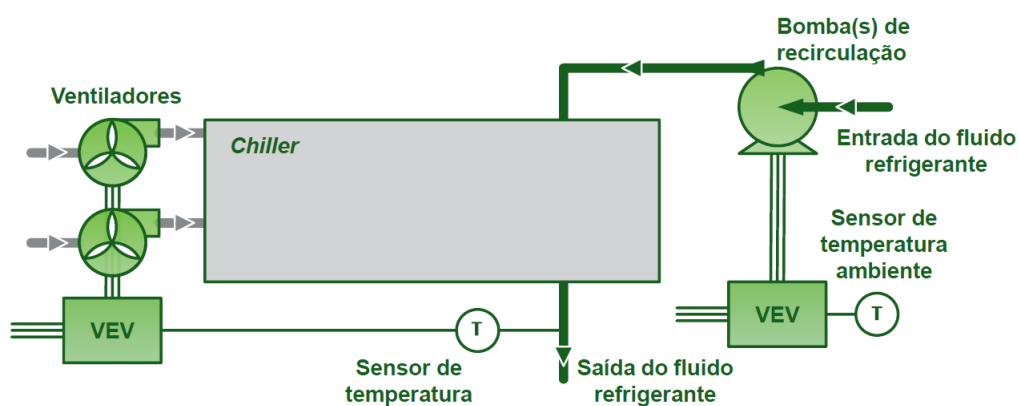 Bomba(s) de
recirculação
Ventiladores
Chiller
Entrada do fluido
refrigerante
Sensor de
temperatura
ambiente
VEV
T
VEV
T
Sensor de
temperatura
Saída do fluido
refrigerante